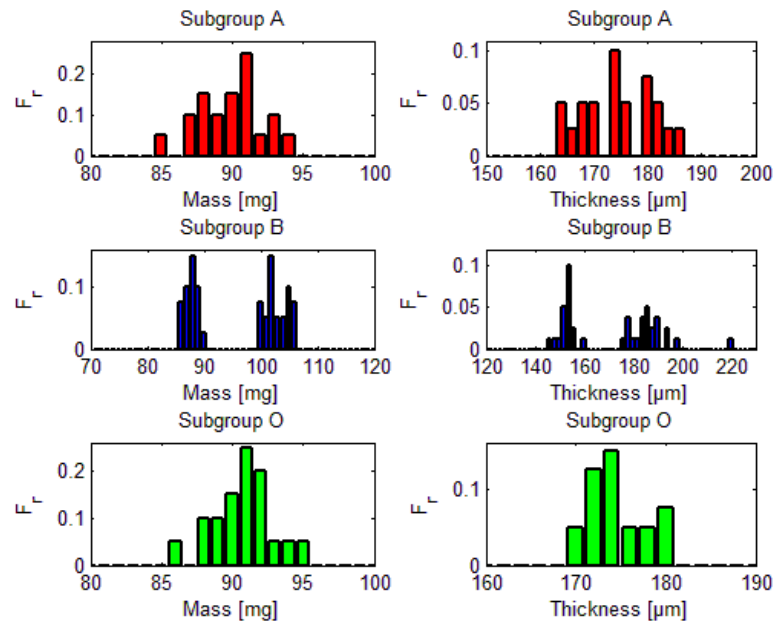 Subgroup A
F_r
0.2
0.1
0
80 85 90 95 100
Mass [mg]
Subgroup A
F_r
0.1
0.05
0
150 160 170 180 190 200
Thickness [µm]
Subgroup B
F_r
0.1
0
70 80 90 100 110 120
Mass [mg]
Subgroup B
F_r
0.1
0.05
0
120 140 160 180 200 220
Thickness [µm]
Subgroup O
F_r
0.2
0.1
0
80 85 90 95 100
Mass [mg]
Subgroup O
F_r
0.1
0
160 170 180 190
Thickness [µm]